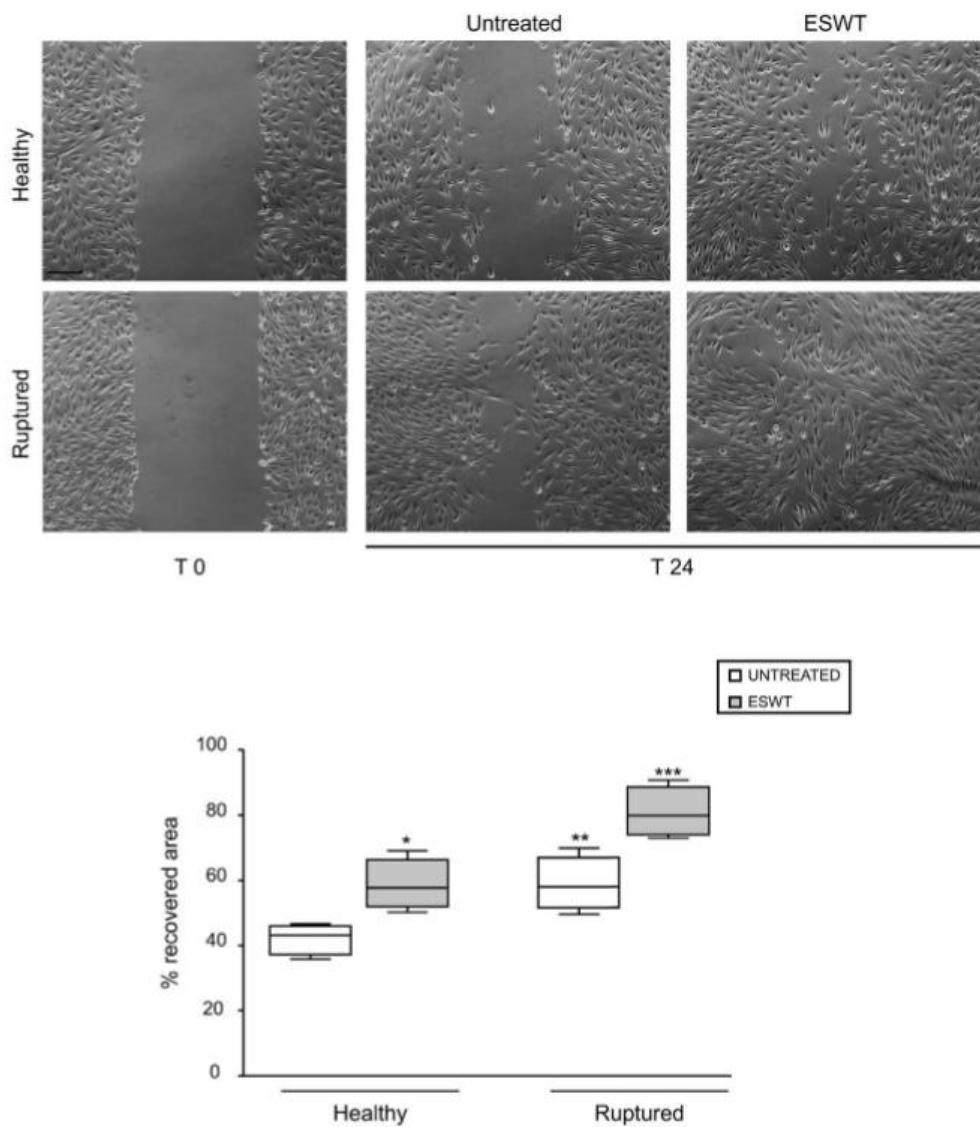 Untreated ESWT
Healthy
Ruptured
T 0 T 24
UNTREATED
ESWT
% recovered area
100
80
60
40
20
0
*
**
***
Healthy Ruptured